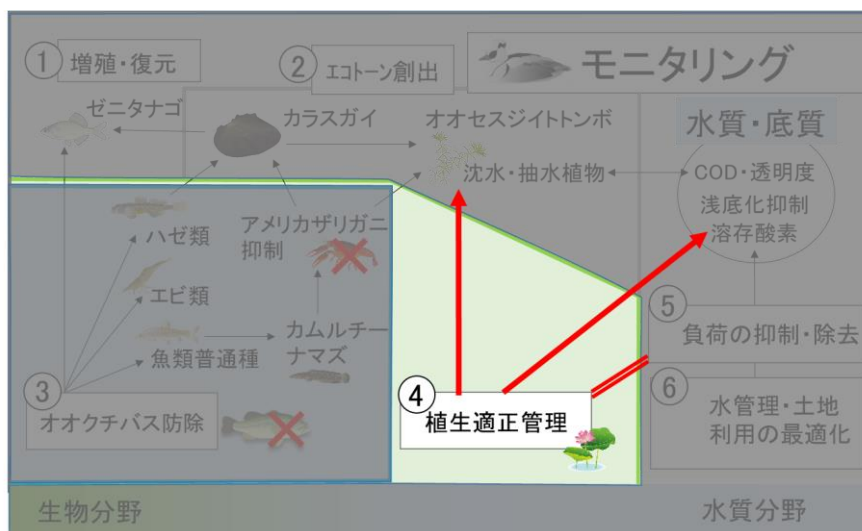 ① 増殖・復元
② エコトーン創出
モニタリング
ゼニタナゴ
カラスガイ
オオセスジイトトンボ
水質・底質
沈水・抽水植物
COD・透明度
浅底化抑制
溶存酸素
ハゼ類
アメリカザリガニ
抑制
エビ類
魚類普通種
カムルチー
ナマズ
③
オオクチバス防除
④
植生適正管理
⑤
負荷の抑制・除去
⑥
水管理・土地
利用の最適化
生物分野
水質分野